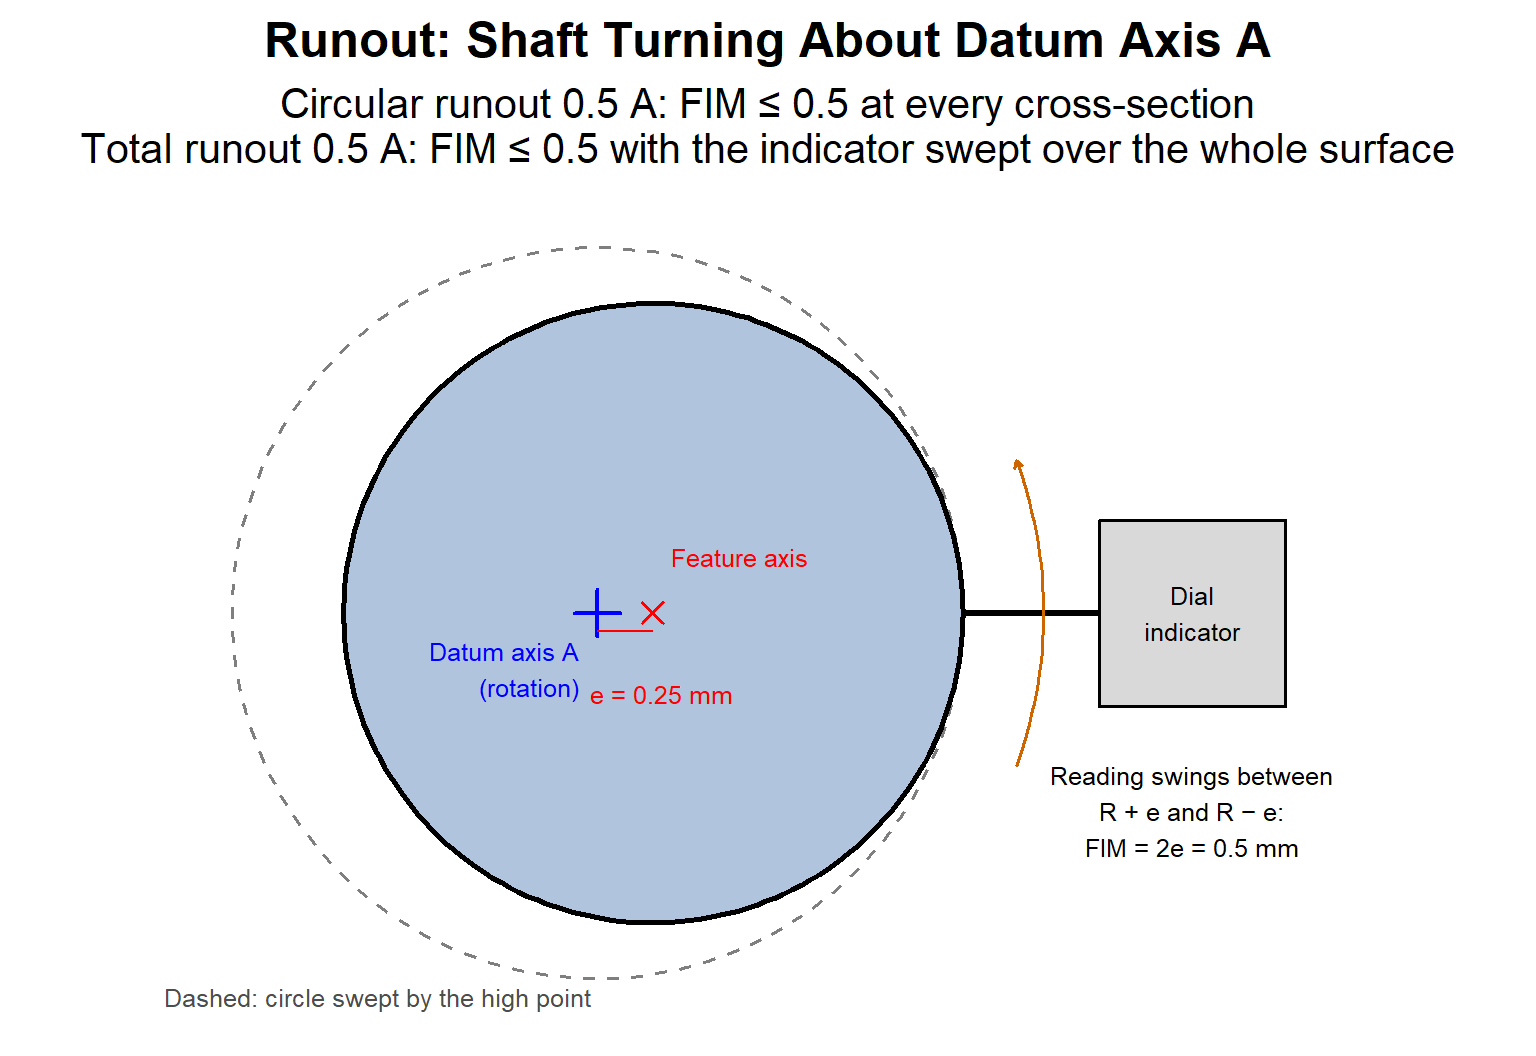 Runout: Shaft Turning About Datum Axis A
Circular runout 0.5 A: FIM ≤ 0.5 at every cross-section
Total runout 0.5 A: FIM ≤ 0.5 with the indicator swept over the whole surface
Feature axis
Datum axis A
(rotation)
e = 0.25 mm
Dial
indicator
Reading swings between
R + e and R − e:
FIM = 2e = 0.5 mm
Dashed: circle swept by the high point